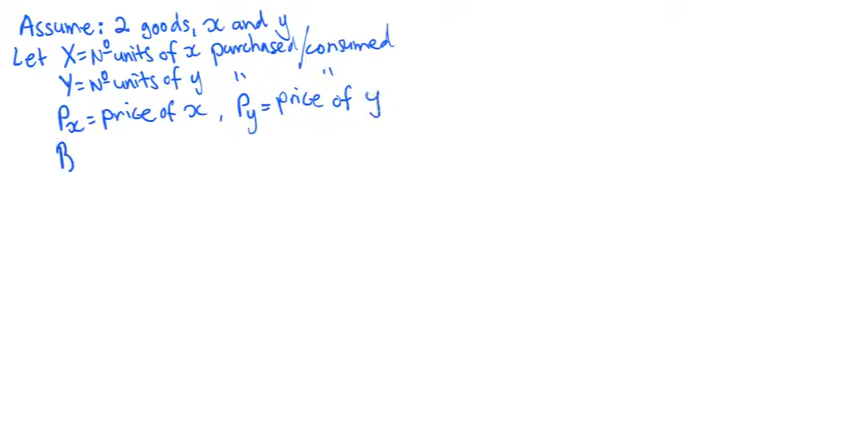 Assume: 2 goods, x and y
Let X = Nº units of x purchased/consumed
Y = Nº units of y " "
Px = price of x, Py = price of y
B